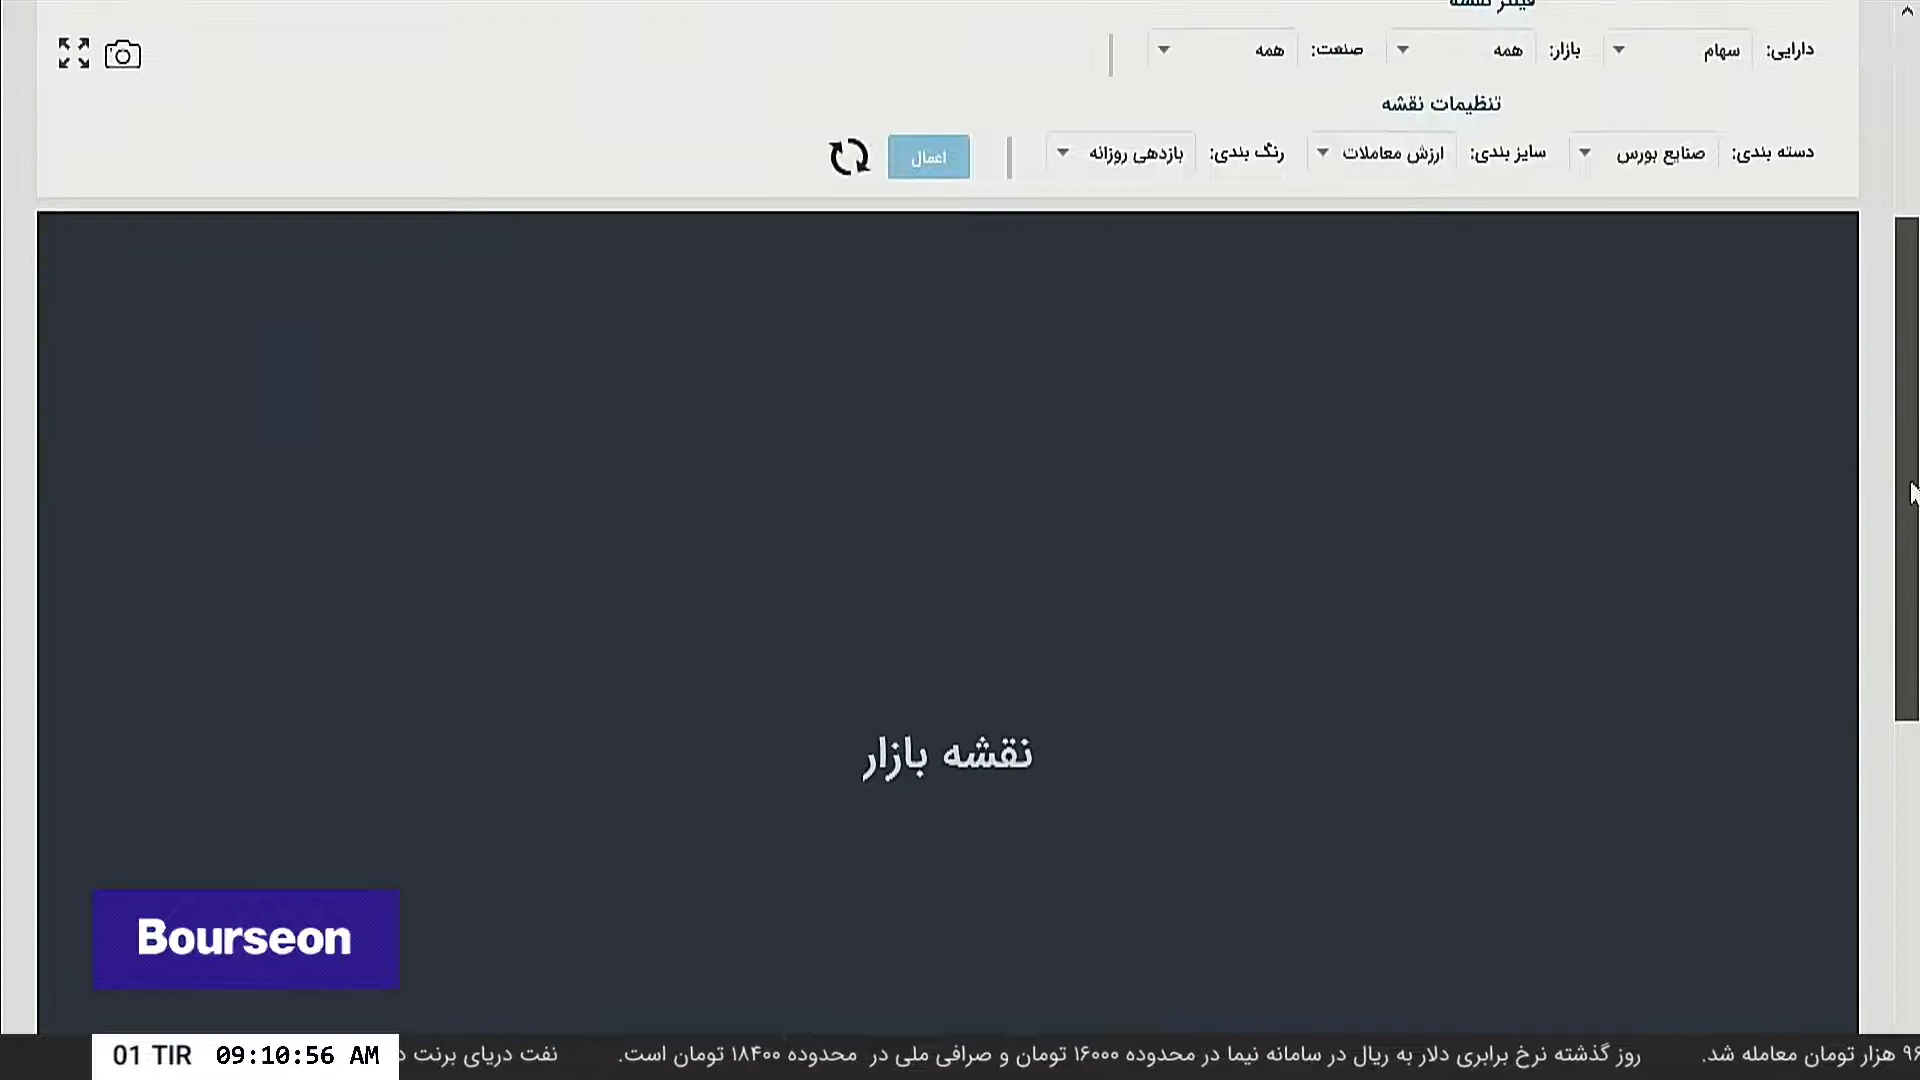 فیلتر نقشه
دارایی: سهام بازار: همه صنعت: همه
تنظیمات نقشه
دسته بندی: صنایع بورس سایز بندی: ارزش معاملات رنگ بندی: بازدهی روزانه اعمال
نقشه بازار
Bourseon
01 TIR 09:10:56 AM
۹۶ هزار تومان معامله شد. روز گذشته نرخ برابری دلار به ریال در سامانه نیما در محدوده ۱۶۰۰۰ تومان و صرافی ملی در محدوده ۱۸۴۰۰ تومان است. نفت دریای برنت